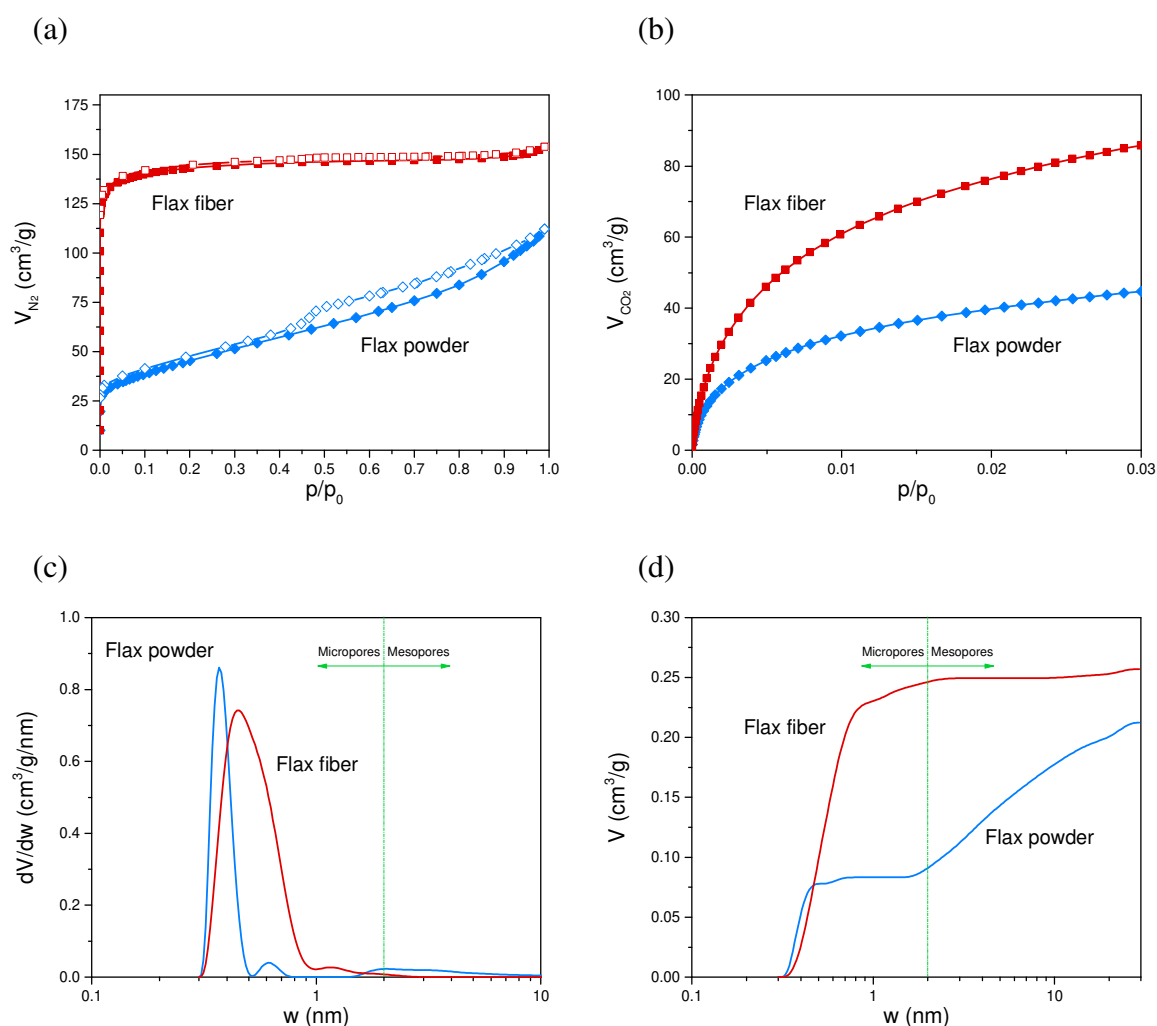 (a)
V_N₂ (cm³/g)
175
150
125
100
75
50
25
0
Flax fiber
Flax powder
0.0 0.1 0.2 0.3 0.4 0.5 0.6 0.7 0.8 0.9 1.0
p/p₀
(b)
V_CO₂ (cm³/g)
100
80
60
40
20
0
Flax fiber
Flax powder
0.00 0.01 0.02 0.03
p/p₀
(c)
dV/dw (cm³/g/nm)
1.0
0.8
0.6
0.4
0.2
0.0
Flax powder
Micropores Mesopores
Flax fiber
0.1 1 10
w (nm)
(d)
V (cm³/g)
0.30
0.25
0.20
0.15
0.10
0.05
0.00
Micropores Mesopores
Flax fiber
Flax powder
0.1 1 10
w (nm)